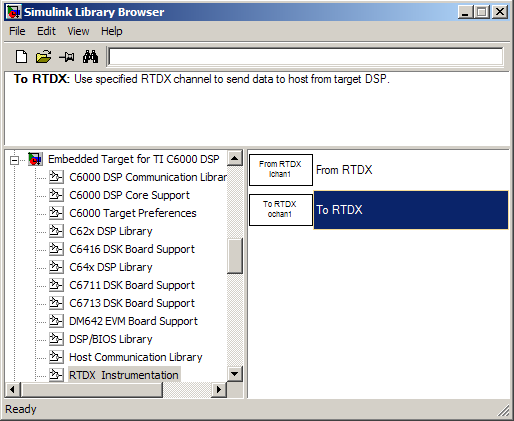 Simulink Library Browser
File Edit View Help
To RTDX: Use specified RTDX channel to send data to host from target DSP.
Embedded Target for TI C6000 DSP
C6000 DSP Communication Librar
C6000 DSP Core Support
C6000 Target Preferences
C62x DSP Library
C6416 DSK Board Support
C64x DSP Library
C6711 DSK Board Support
C6713 DSK Board Support
DM642 EVM Board Support
DSP/BIOS Library
Host Communication Library
RTDX Instrumentation
From RTDX
ichan1
From RTDX
To RTDX
ochan1
To RTDX
Ready